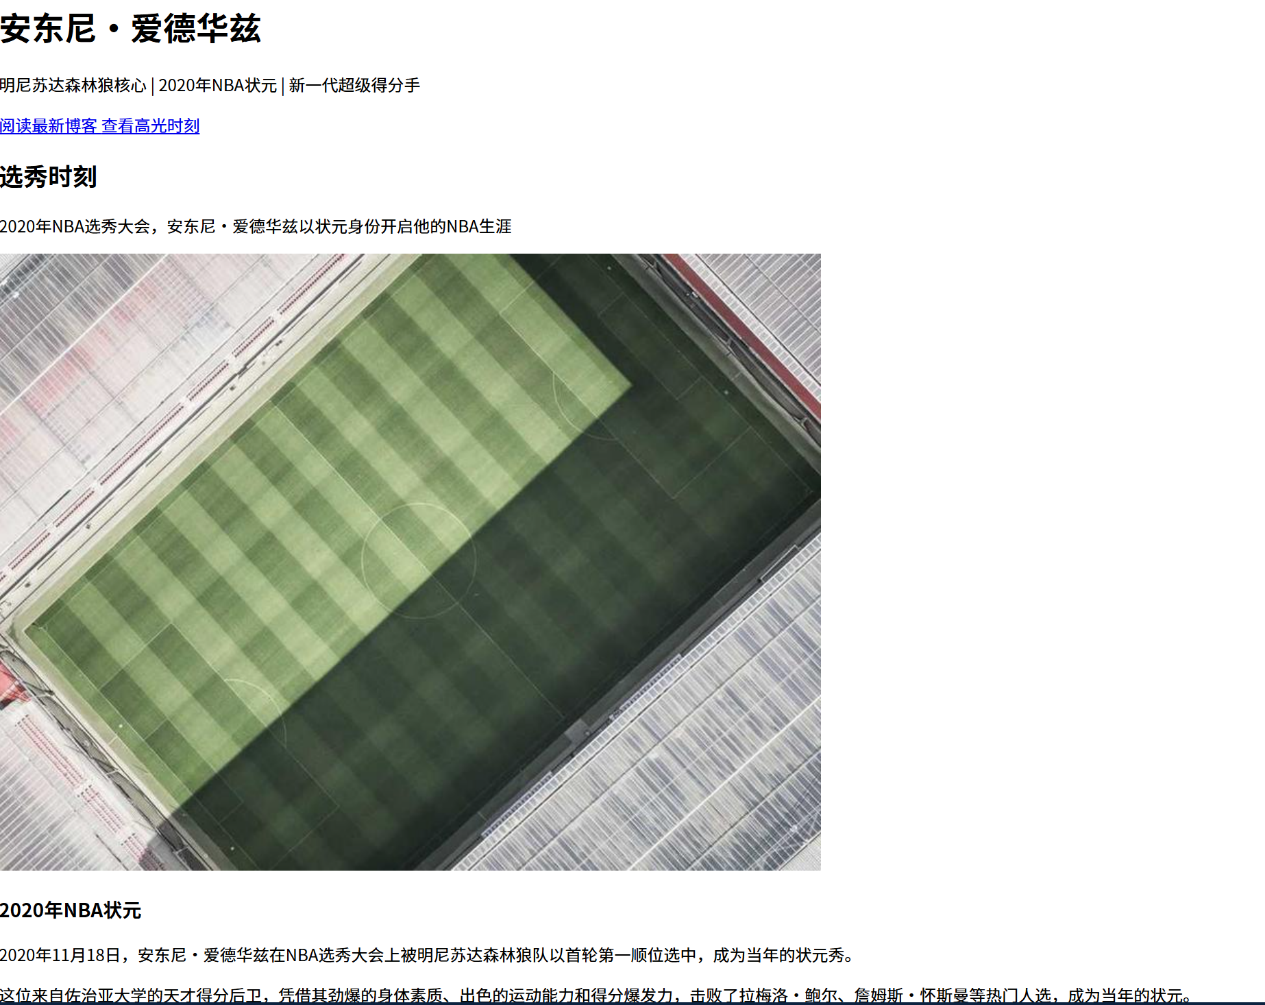 安东尼·爱德华兹
明尼苏达森林狼核心 | 2020年NBA状元 | 新一代超级得分手
阅读最新博客 查看高光时刻
选秀时刻
2020年NBA选秀大会，安东尼·爱德华兹以状元身份开启他的NBA生涯
2020年NBA状元
2020年11月18日，安东尼·爱德华兹在NBA选秀大会上被明尼苏达森林狼队以首轮第一顺位选中，成为当年的状元秀。
这位来自佐治亚大学的天才得分后卫，凭借其劲爆的身体素质、出色的运动能力和得分爆发力，击败了拉梅洛·鲍尔、詹姆斯·怀斯曼等热门人选，成为当年的状元。